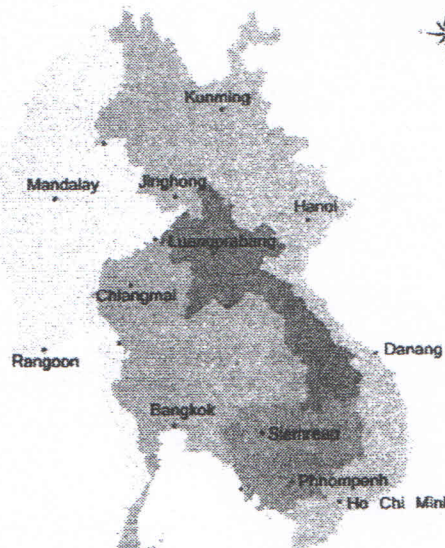 Kunming
Mandalay
Jinghong
Hanoi
Luangprabang
Chiangmai
Rangoon
Danang
Bangkok
Siemreap
Phnompenh
Ho Chi Minh